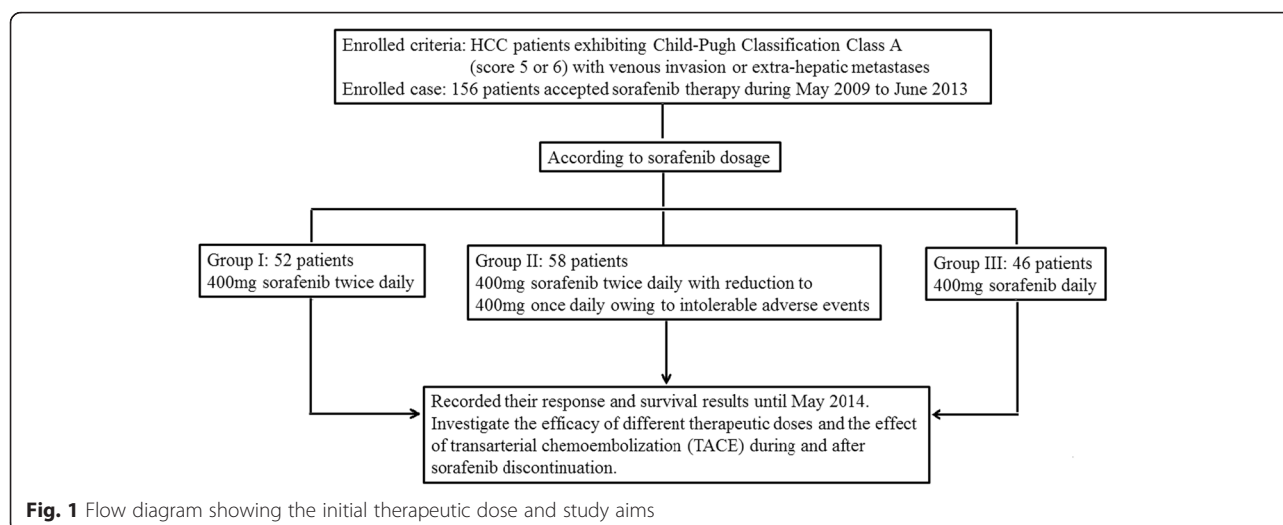 Enrolled criteria: HCC patients exhibiting Child-Pugh Classification Class A
(score 5 or 6) with venous invasion or extra-hepatic metastases
Enrolled case: 156 patients accepted sorafenib therapy during May 2009 to June 2013
According to sorafenib dosage
Group I: 52 patients
400mg sorafenib twice daily
Group II: 58 patients
400mg sorafenib twice daily with reduction to
400mg once daily owing to intolerable adverse events
Group III: 46 patients
400mg sorafenib daily
Recorded their response and survival results until May 2014.
Investigate the efficacy of different therapeutic doses and the effect
of transarterial chemoembolization (TACE) during and after
sorafenib discontinuation.
Fig. 1 Flow diagram showing the initial therapeutic dose and study aims